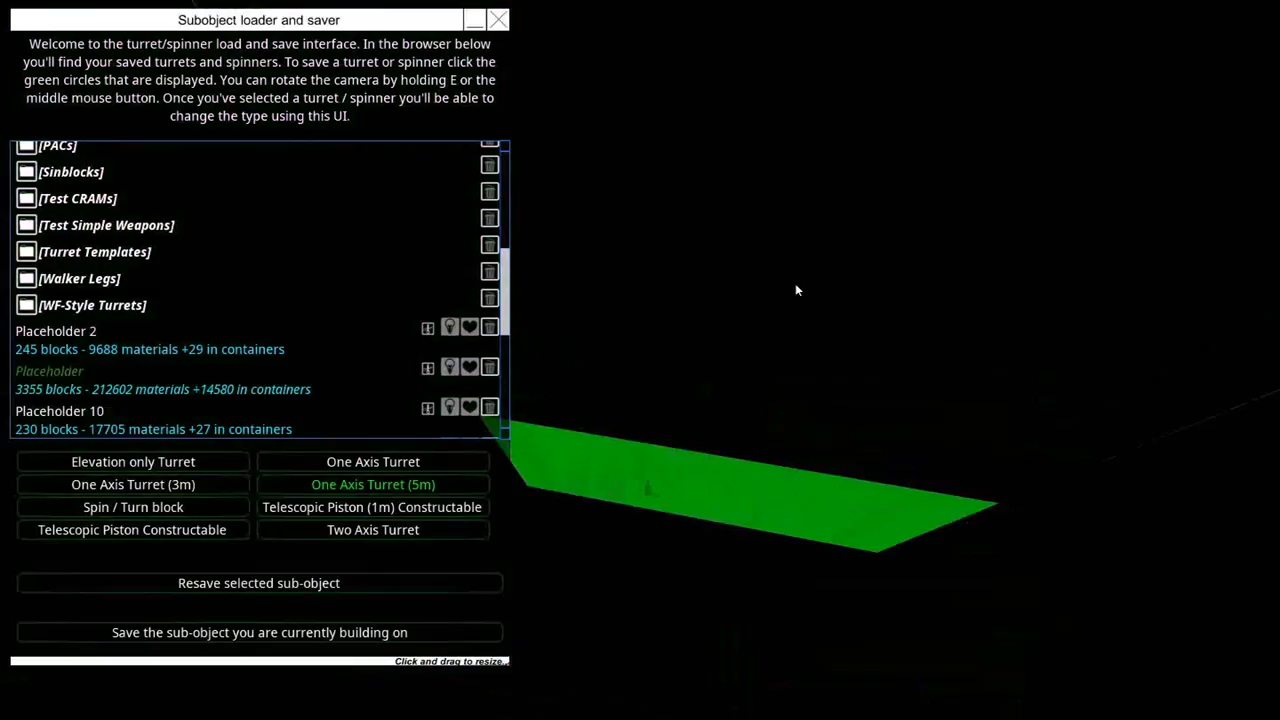 Subobject loader and saver
Welcome to the turret/spinner load and save interface. In the browser below
you'll find your saved turrets and spinners. To save a turret or spinner click the
green circles that are displayed. You can rotate the camera by holding E or the
middle mouse button. Once you've selected a turret / spinner you'll be able to
change the type using this UI.
[PACs]
[Sinblocks]
[Test CRAMs]
[Test Simple Weapons]
[Turret Templates]
[Walker Legs]
[WF-Style Turrets]
Placeholder 2
245 blocks - 9688 materials +29 in containers
Placeholder
3355 blocks - 212602 materials +14580 in containers
Placeholder 10
230 blocks - 17705 materials +27 in containers
Elevation only Turret
One Axis Turret
One Axis Turret (3m)
One Axis Turret (5m)
Spin / Turn block
Telescopic Piston (1m) Constructable
Telescopic Piston Constructable
Two Axis Turret
Resave selected sub-object
Save the sub-object you are currently building on
Click and drag to resize.